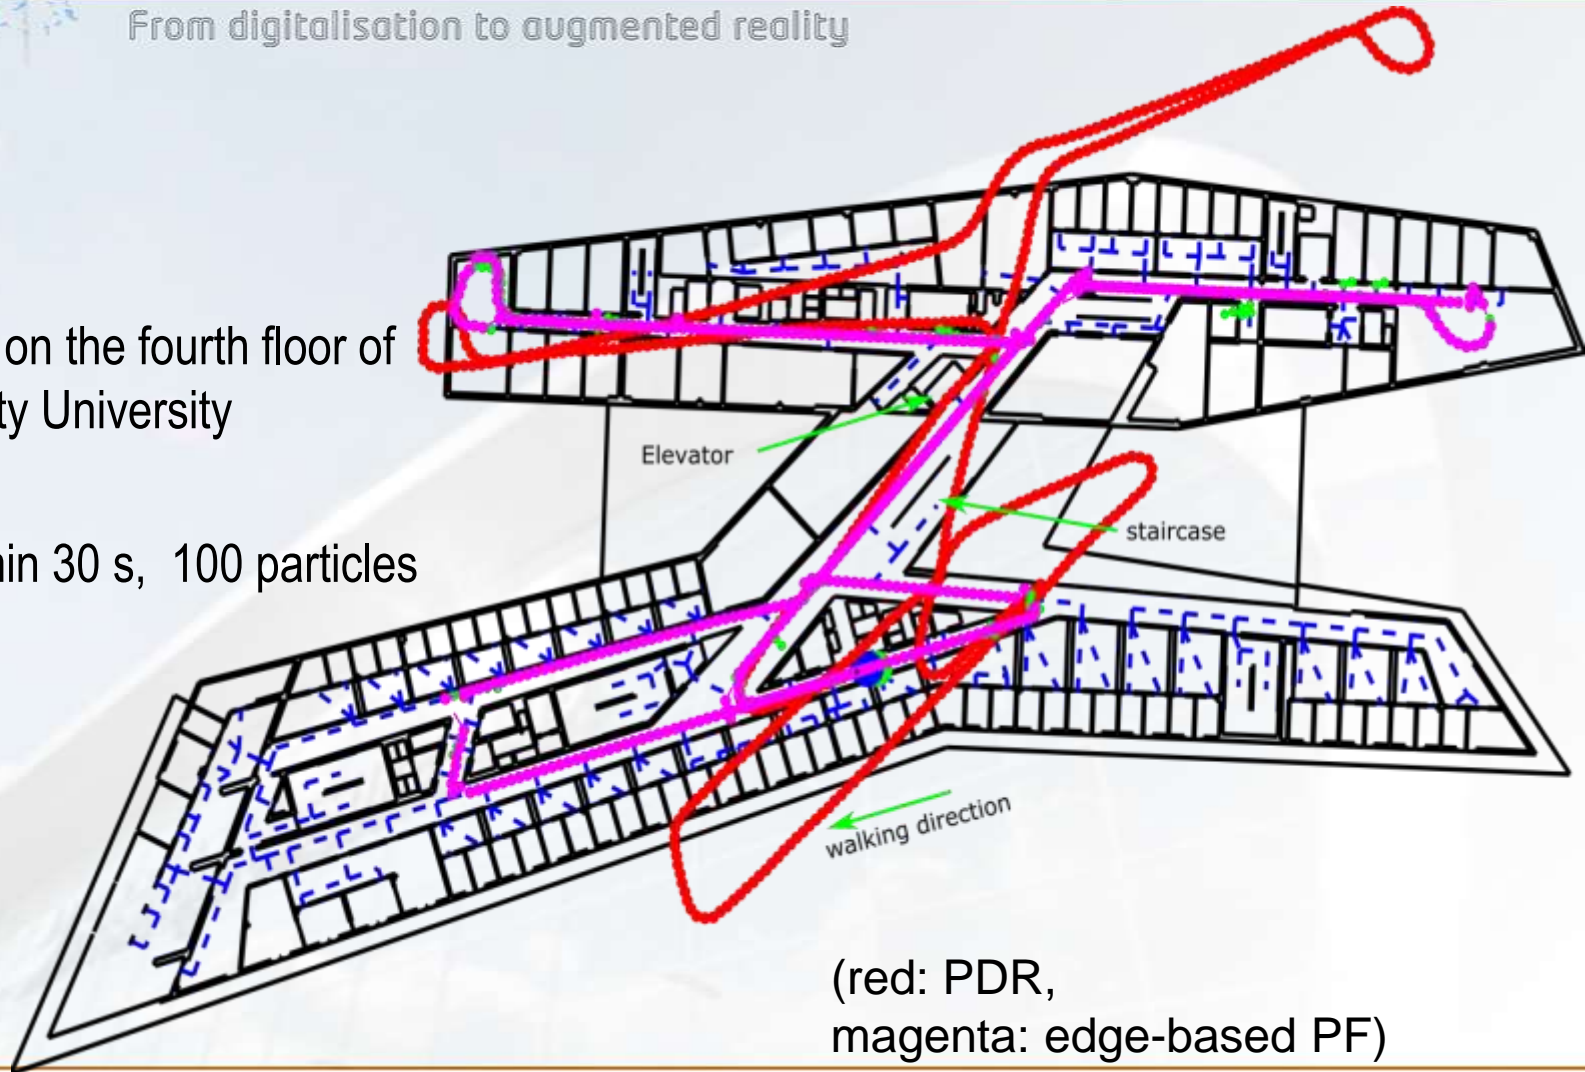 From digitalisation to augmented reality
on the fourth floor of
ty University
Elevator
staircase
in 30 s, 100 particles
walking direction
(red: PDR,
magenta: edge-based PF)